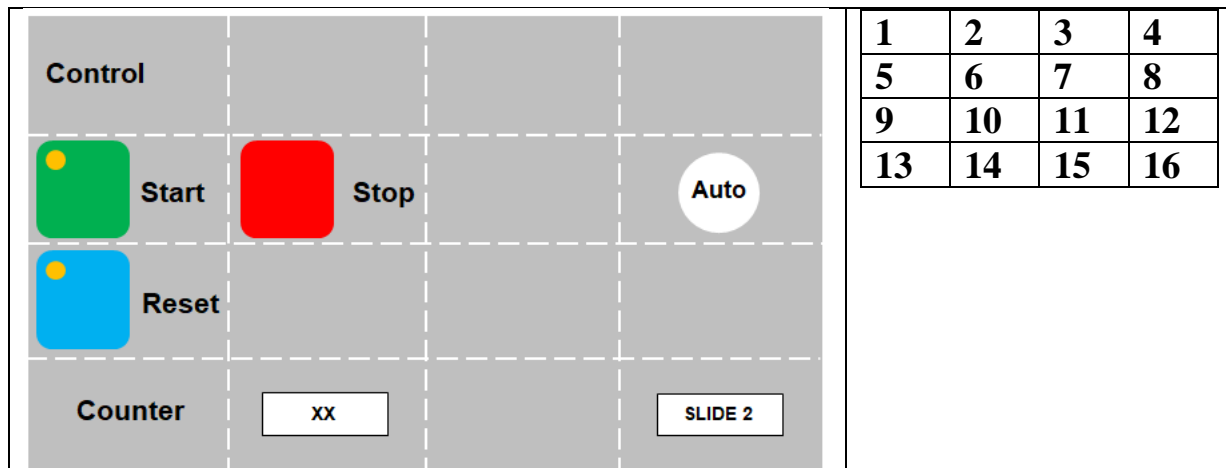 Control
Start Stop Auto
Reset
Counter XX SLIDE 2
1 2 3 4
5 6 7 8
9 10 11 12
13 14 15 16